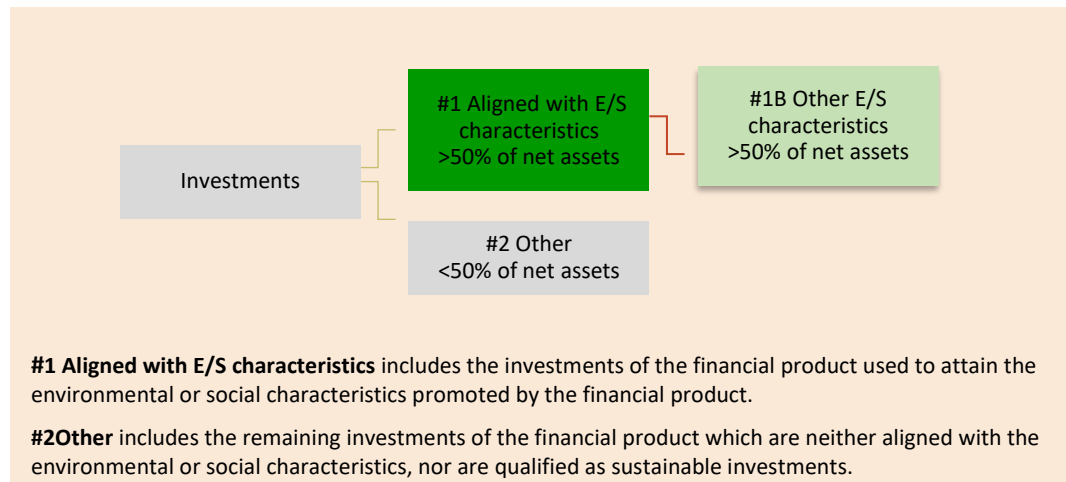 #1 Aligned with E/S
characteristics
>50% of net assets
#1B Other E/S
characteristics
>50% of net assets
Investments
#2 Other
<50% of net assets
#1 Aligned with E/S characteristics includes the investments of the financial product used to attain the
environmental or social characteristics promoted by the financial product.
#2Other includes the remaining investments of the financial product which are neither aligned with the
environmental or social characteristics, nor are qualified as sustainable investments.